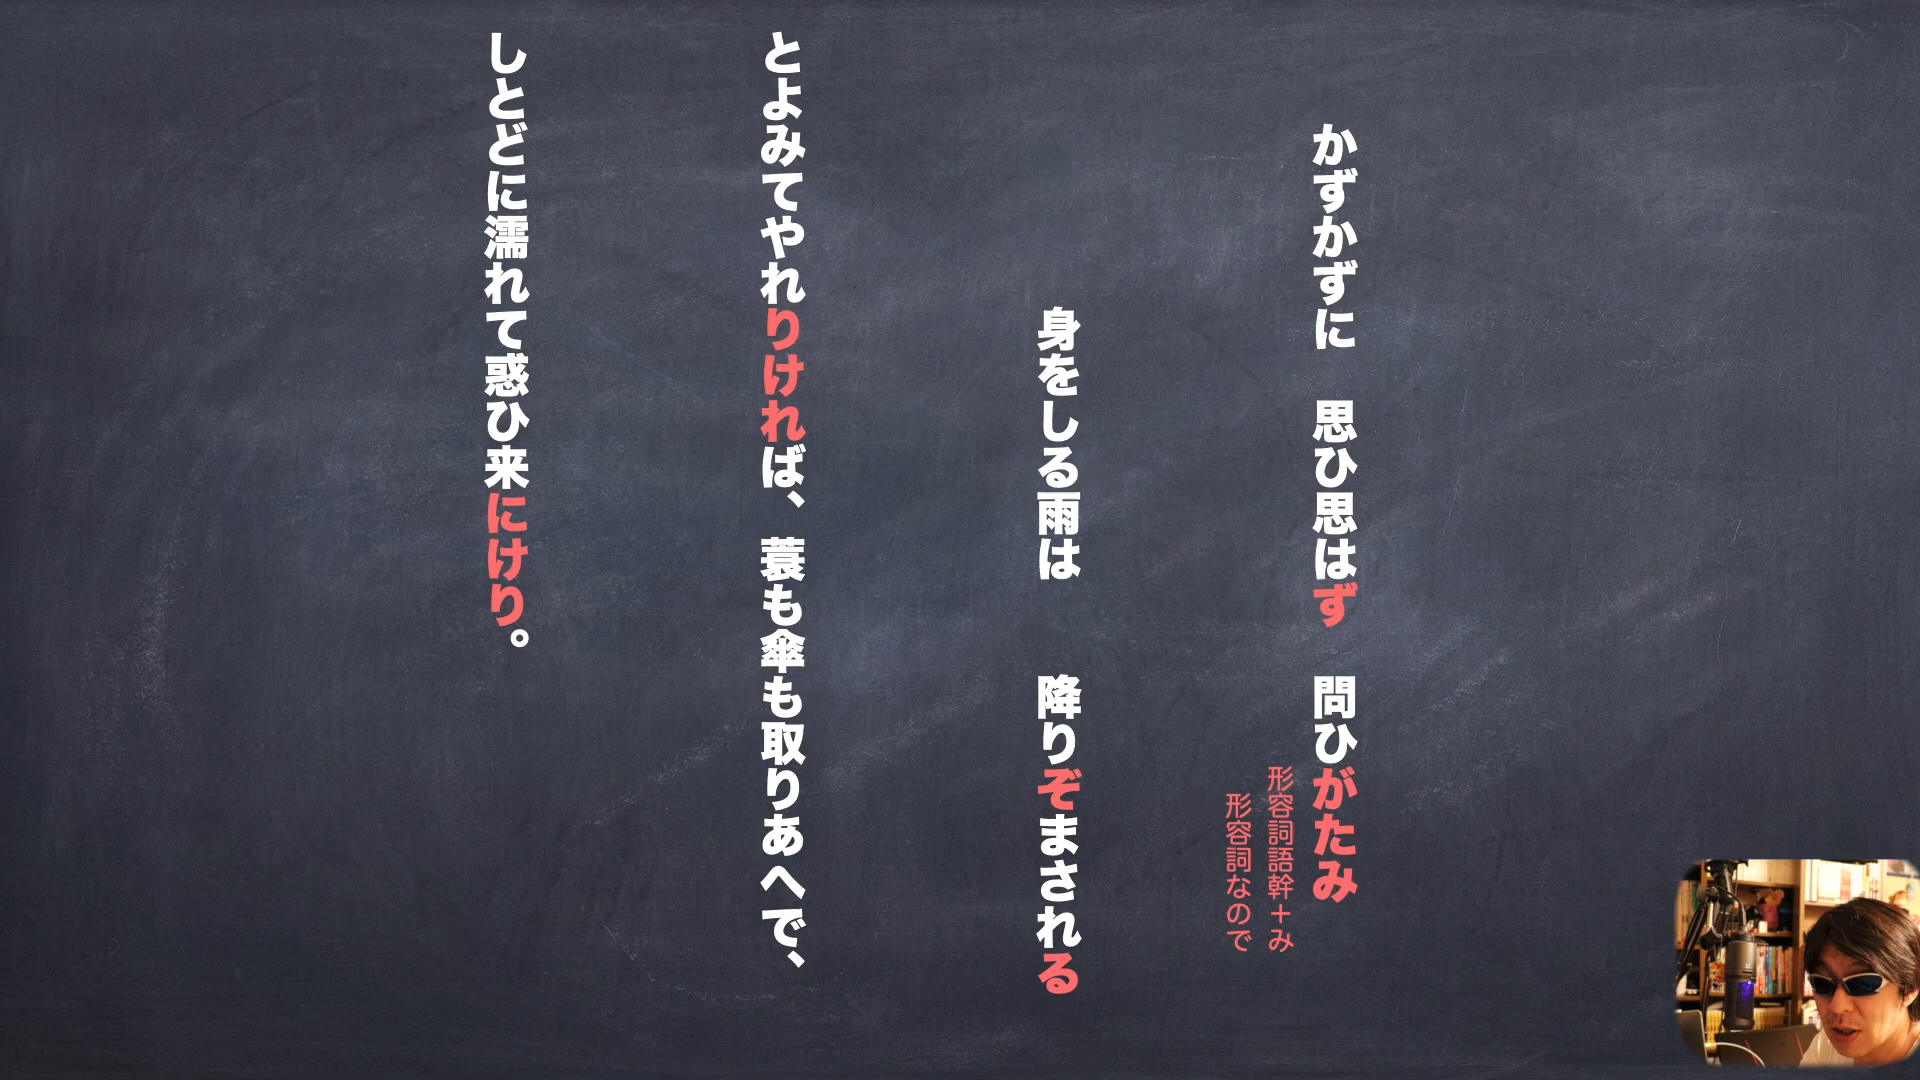 かずかずに　思ひ思はず　問ひがたみ
形容詞語幹＋み
形容詞なので
身をしる雨は　　降りぞまされる
とよみてやれりければ、蓑も傘も取りあへで、
しとどに濡れて惑ひ来にけり。